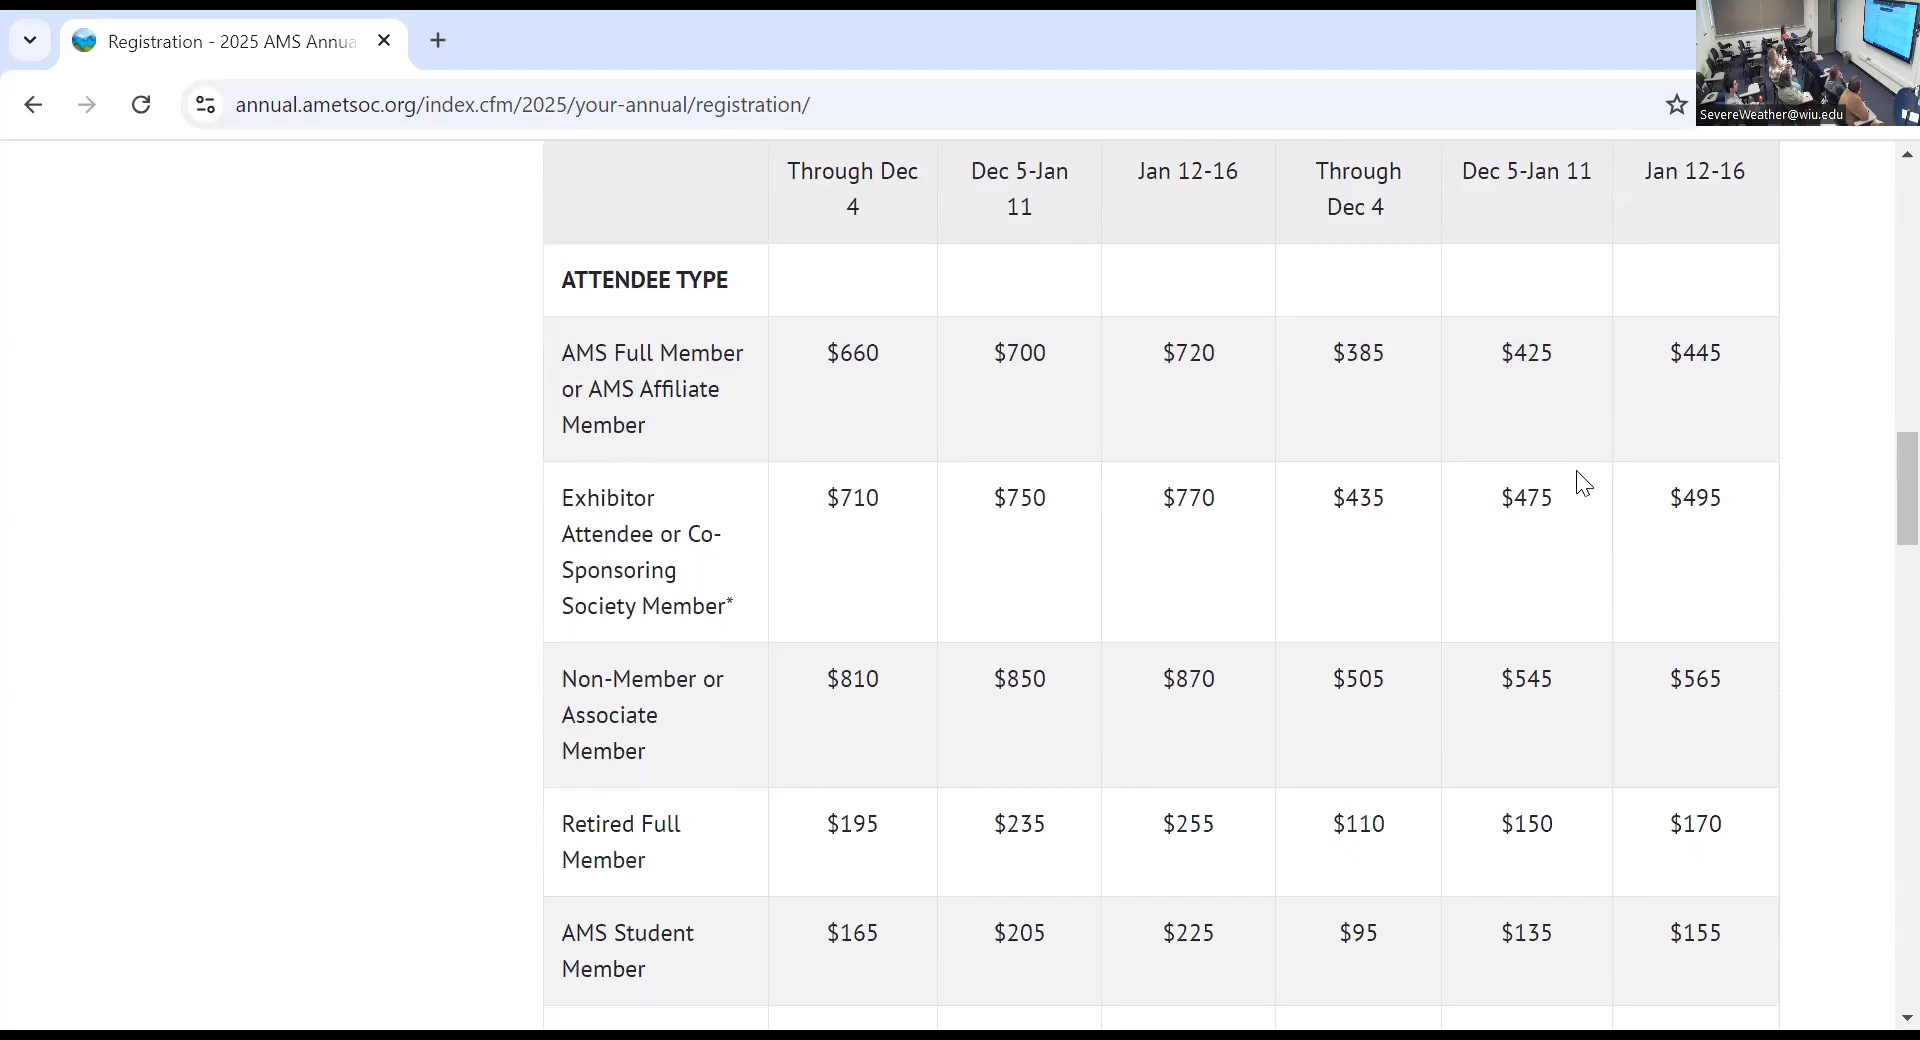 Registration - 2025 AMS Annua
annual.ametsoc.org/index.cfm/2025/your-annual/registration/
SevereWeather@wiu.edu
Through Dec 4 Dec 5-Jan 11 Jan 12-16 Through Dec 4 Dec 5-Jan 11 Jan 12-16
ATTENDEE TYPE
AMS Full Member or AMS Affiliate Member $660 $700 $720 $385 $425 $445
Exhibitor Attendee or Co-Sponsoring Society Member* $710 $750 $770 $435 $475 $495
Non-Member or Associate Member $810 $850 $870 $505 $545 $565
Retired Full Member $195 $235 $255 $110 $150 $170
AMS Student Member $165 $205 $225 $95 $135 $155